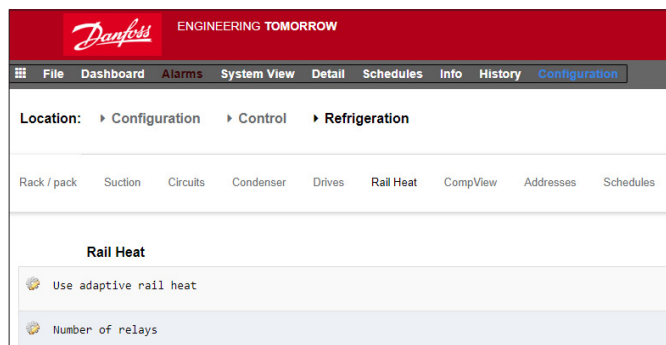 Danfoss ENGINEERING TOMORROW
File Dashboard Alarms System View Detail Schedules Info History Configuration
Location: Configuration Control Refrigeration
Rack / pack Suction Circuits Condenser Drives Rail Heat CompView Addresses Schedules
Rail Heat
Use adaptive rail heat
Number of relays